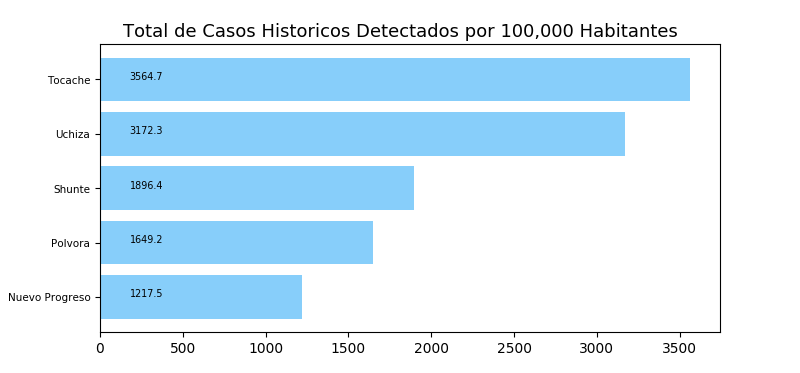 Total de Casos Historicos Detectados por 100,000 Habitantes
Tocache 3564.7
Uchiza 3172.3
Shunte 1896.4
Polvora 1649.2
Nuevo Progreso 1217.5
0 500 1000 1500 2000 2500 3000 3500